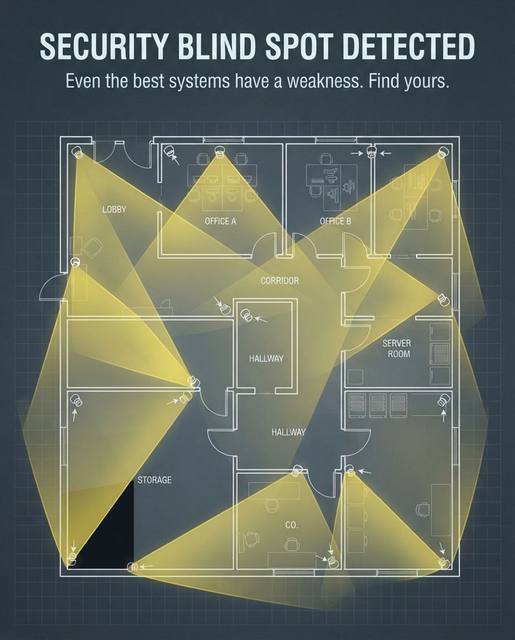 SECURITY BLIND SPOT DETECTED
Even the best systems have a weakness. Find yours.
LOBBY
OFFICE A
OFFICE B
CORRIDOR
HALLWAY
SERVER
ROOM
HALLWAY
STORAGE
CO.